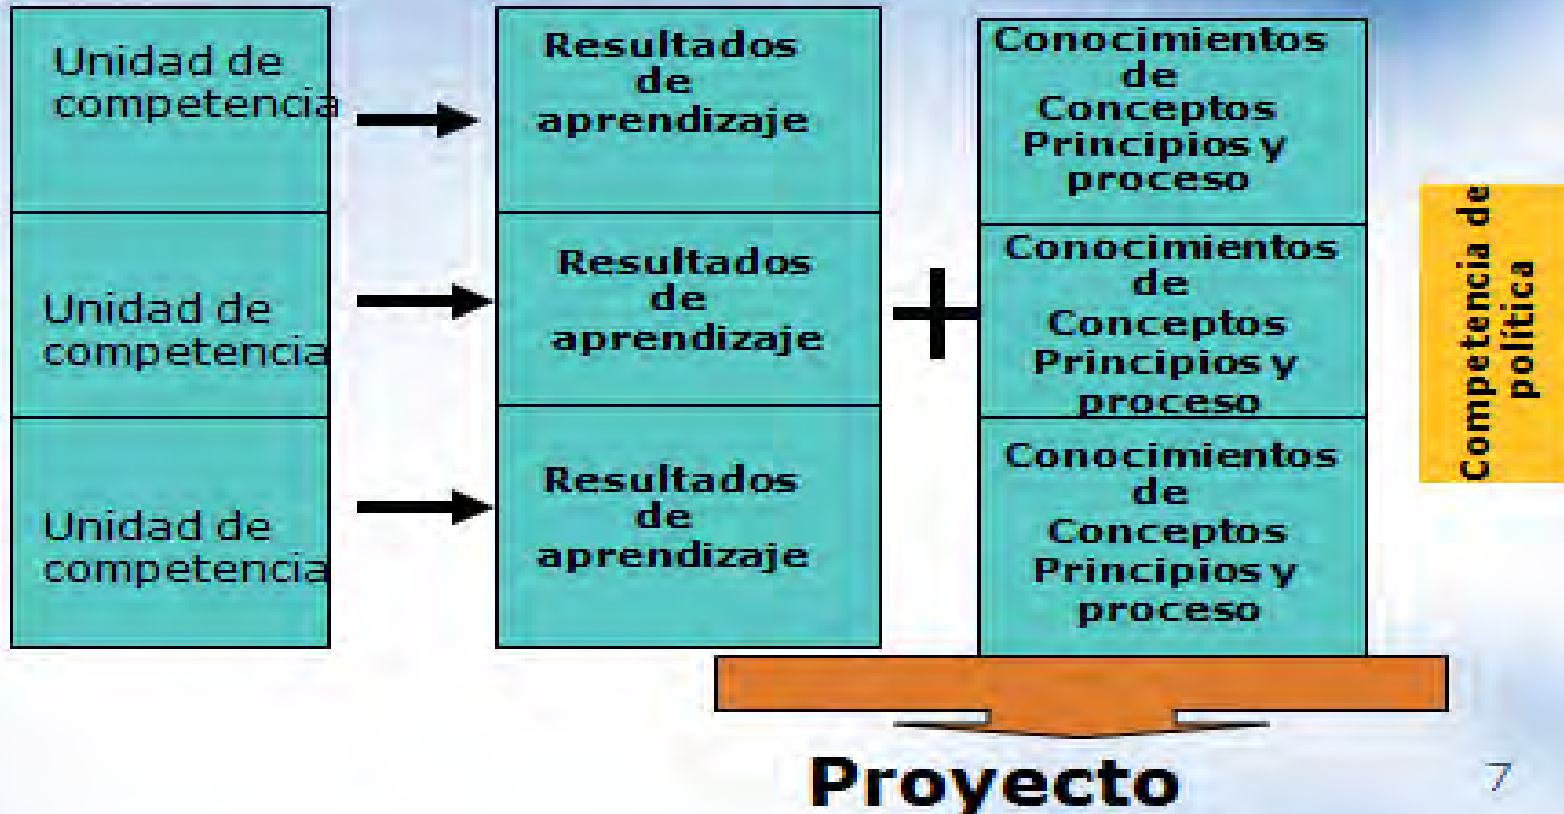 Unidad de
competencia
Resultados
de
aprendizaje
Conocimientos
de
Conceptos
Principios y
proceso
Unidad de
competencia
Resultados
de
aprendizaje
Conocimientos
de
Conceptos
Principios y
proceso
Unidad de
competencia
Resultados
de
aprendizaje
Conocimientos
de
Conceptos
Principios y
proceso
Competencia de
política
Proyecto
7